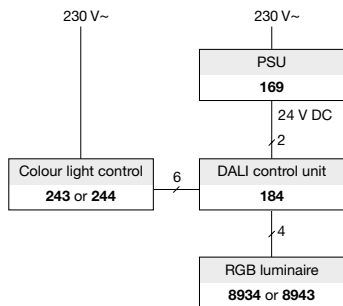 230 V~
230 V~
PSU
169
24 V DC
2
Colour light control
243 or 244
6
DALI control unit
184
4
RGB luminaire
8934 or 8943